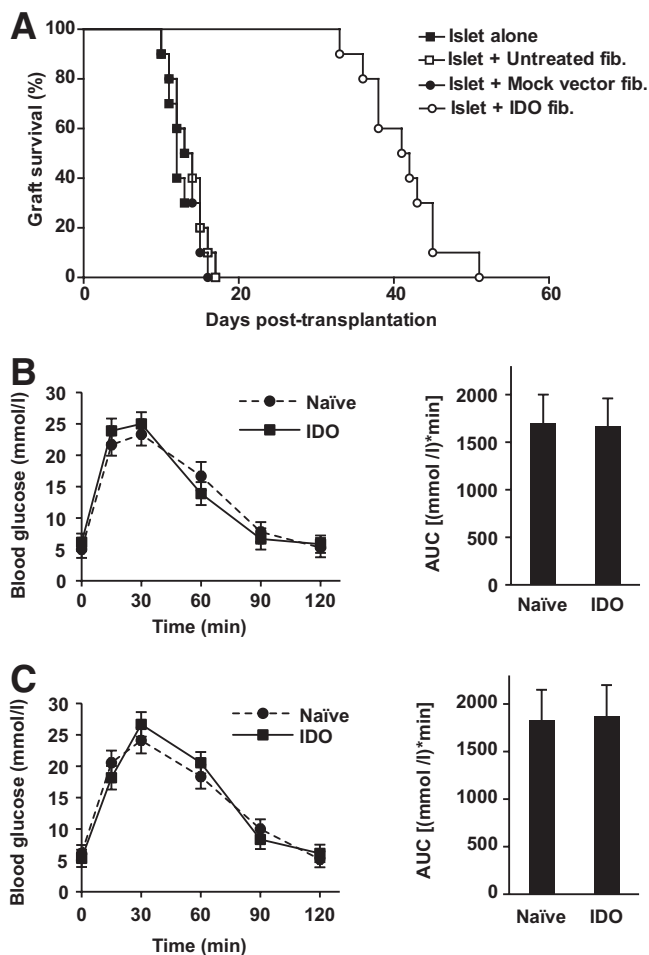 A
Graft survival (%)
100
80
60
40
20
0
0 20 40 60
Days post-transplantation
Islet alone
Islet + Untreated fib.
Islet + Mock vector fib.
Islet + IDO fib.
B
Blood glucose (mmol/l)
30
25
20
15
10
5
0
0 30 60 90 120
Time (min)
Naïve
IDO
AUC [(mmol /l)*min]
2000
1500
1000
500
0
Naïve IDO
C
Blood glucose (mmol/l)
30
25
20
15
10
5
0
0 30 60 90 120
Time (min)
Naïve
IDO
AUC [(mmol /l)*min]
2000
1500
1000
500
0
Naïve IDO